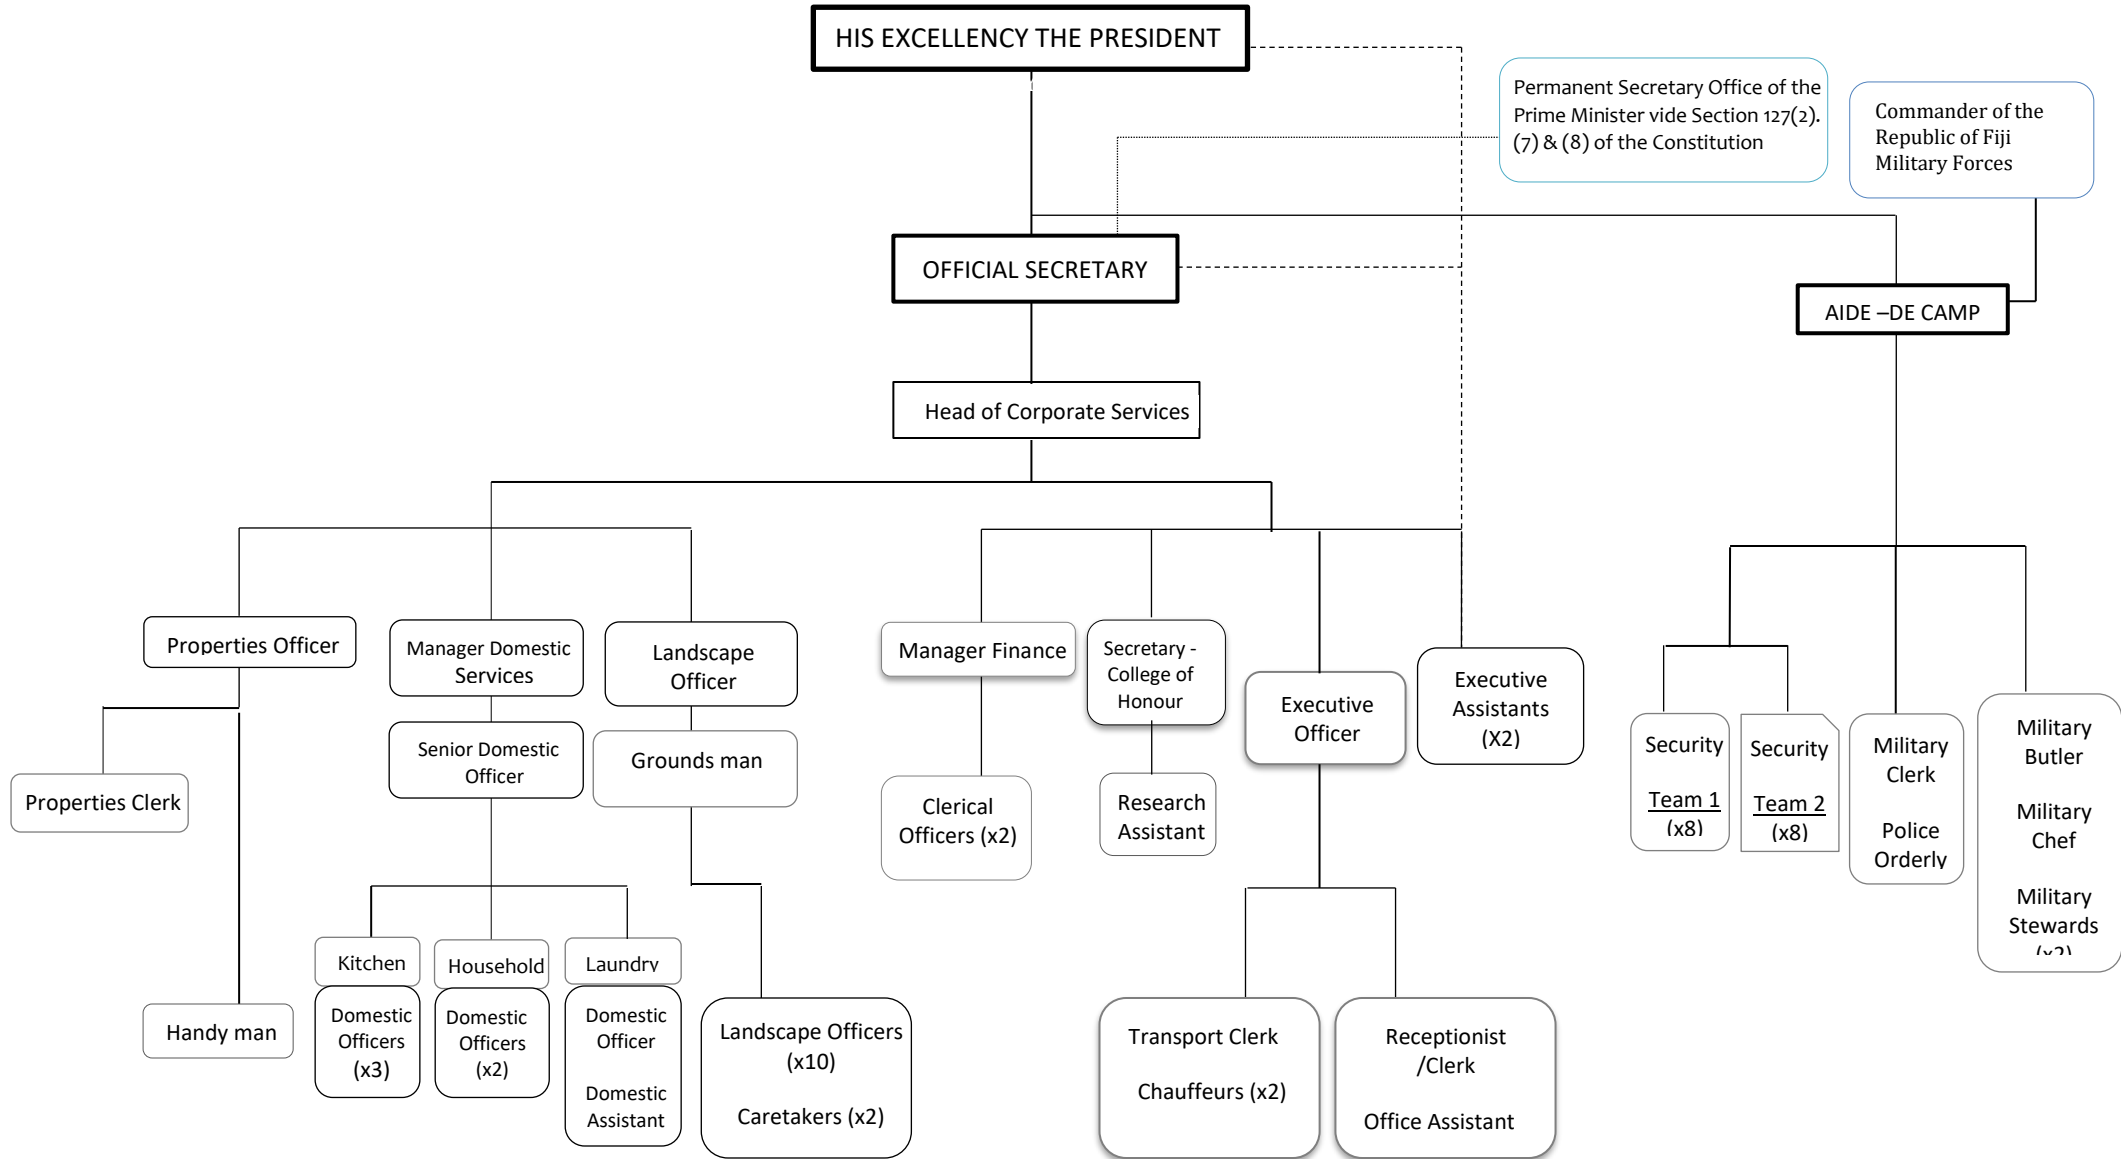 HIS EXCELLENCY THE PRESIDENT
Permanent Secretary Office of the
Prime Minister vide Section 127(2).
(7) & (8) of the Constitution
Commander of the
Republic of Fiji
Military Forces
OFFICIAL SECRETARY
AIDE –DE CAMP
Head of Corporate Services
Properties Officer
Manager Domestic
Services
Landscape
Officer
Manager Finance
Secretary -
College of
Honour
Executive
Officer
Executive
Assistants
(X2)
Properties Clerk
Senior Domestic
Officer
Grounds man
Clerical
Officers (x2)
Research
Assistant
Security
Team 1
(x8)
Security
Team 2
(x8)
Military
Clerk
Police
Orderly
Military
Butler
Military
Chef
Military
Stewards
(x2)
Handy man
Kitchen
Domestic
Officers
(x3)
Household
Domestic
Officers
(x2)
Laundry
Domestic
Officer
Domestic
Assistant
Landscape Officers
(x10)
Caretakers (x2)
Transport Clerk
Chauffeurs (x2)
Receptionist
/Clerk
Office Assistant